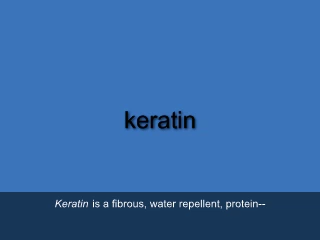 keratin
Keratin is a fibrous, water repellent, protein--